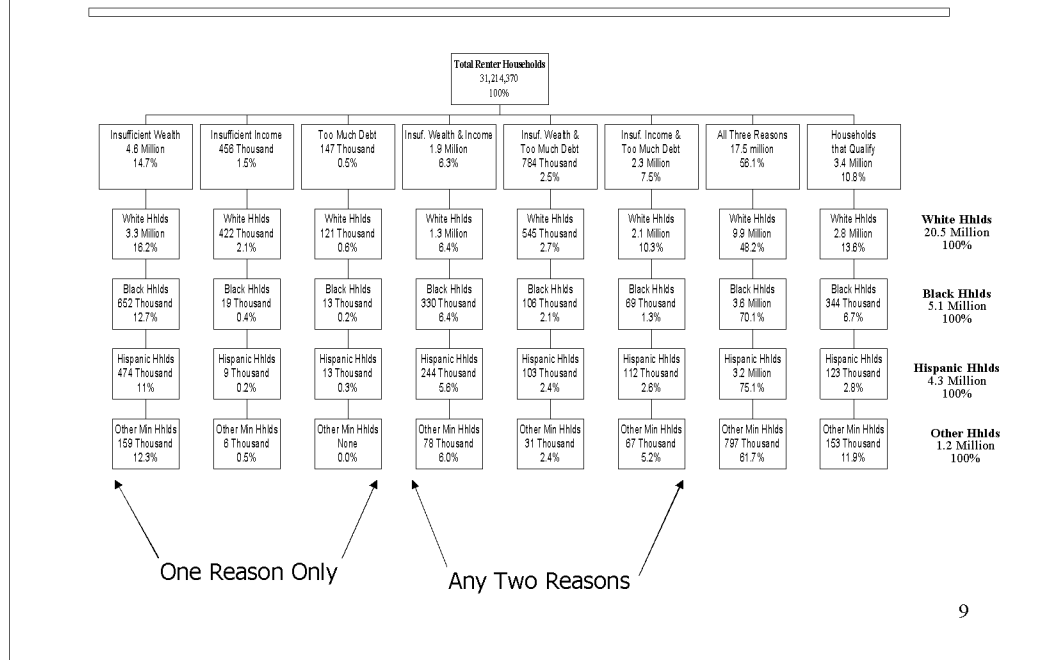 Total Renter Households
31,214,370
100%
Insufficient Wealth
4.6 Million
14.7%
Insufficient Income
456 Thousand
1.5%
Too Much Debt
147 Thousand
0.5%
Insuf. Wealth & Income
1.9 Million
6.3%
Insuf. Wealth &
Too Much Debt
784 Thousand
2.5%
Insuf. Income &
Too Much Debt
2.3 Million
7.5%
All Three Reasons
17.5 million
56.1%
Households
that Qualify
3.4 Million
10.8%
White Hhlds
3.3 Million
16.2%
White Hhlds
422 Thousand
2.1%
White Hhlds
121 Thousand
0.6%
White Hhlds
1.3 Million
6.4%
White Hhlds
545 Thousand
2.7%
White Hhlds
2.1 Million
10.3%
White Hhlds
9.9 Million
48.2%
White Hhlds
2.8 Million
13.6%
White Hhlds
20.5 Million
100%
Black Hhlds
652 Thousand
12.7%
Black Hhlds
19 Thousand
0.4%
Black Hhlds
13 Thousand
0.2%
Black Hhlds
330 Thousand
6.4%
Black Hhlds
106 Thousand
2.1%
Black Hhlds
69 Thousand
1.3%
Black Hhlds
3.6 Million
70.1%
Black Hhlds
344 Thousand
6.7%
Black Hhlds
5.1 Million
100%
Hispanic Hhlds
474 Thousand
11%
Hispanic Hhlds
9 Thousand
0.2%
Hispanic Hhlds
13 Thousand
0.3%
Hispanic Hhlds
244 Thousand
5.6%
Hispanic Hhlds
103 Thousand
2.4%
Hispanic Hhlds
112 Thousand
2.6%
Hispanic Hhlds
3.2 Million
75.1%
Hispanic Hhlds
123 Thousand
2.8%
Hispanic Hhlds
4.3 Million
100%
Other Min Hhlds
159 Thousand
12.3%
Other Min Hhlds
6 Thousand
0.5%
Other Min Hhlds
None
0.0%
Other Min Hhlds
78 Thousand
6.0%
Other Min Hhlds
31 Thousand
2.4%
Other Min Hhlds
67 Thousand
5.2%
Other Min Hhlds
797 Thousand
61.7%
Other Min Hhlds
153 Thousand
11.9%
Other Hhlds
1.2 Million
100%
One Reason Only
Any Two Reasons
9